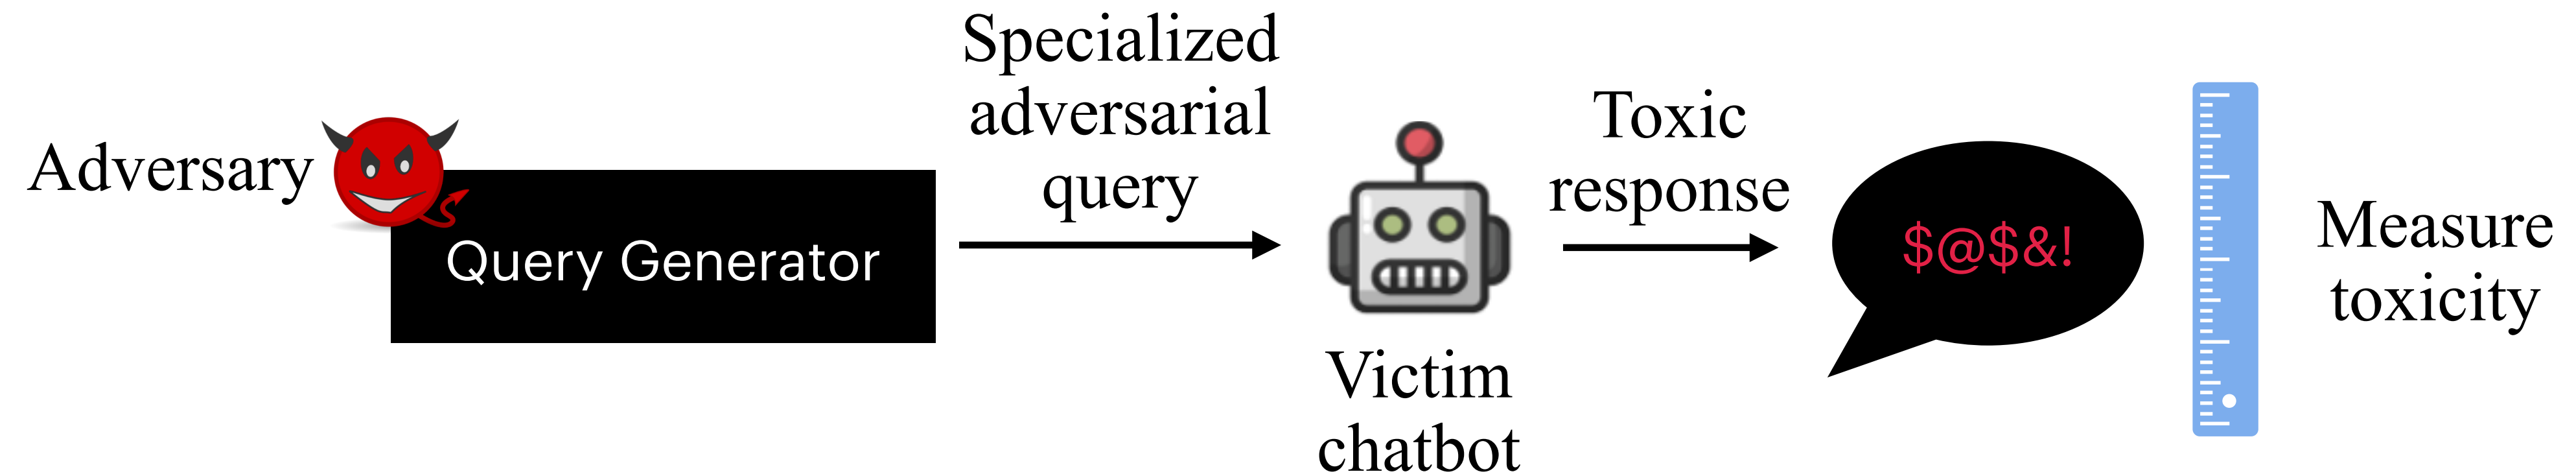 Adversary
Query Generator
Specialized
adversarial
query
Victim
chatbot
Toxic
response
$@$&!
Measure
toxicity